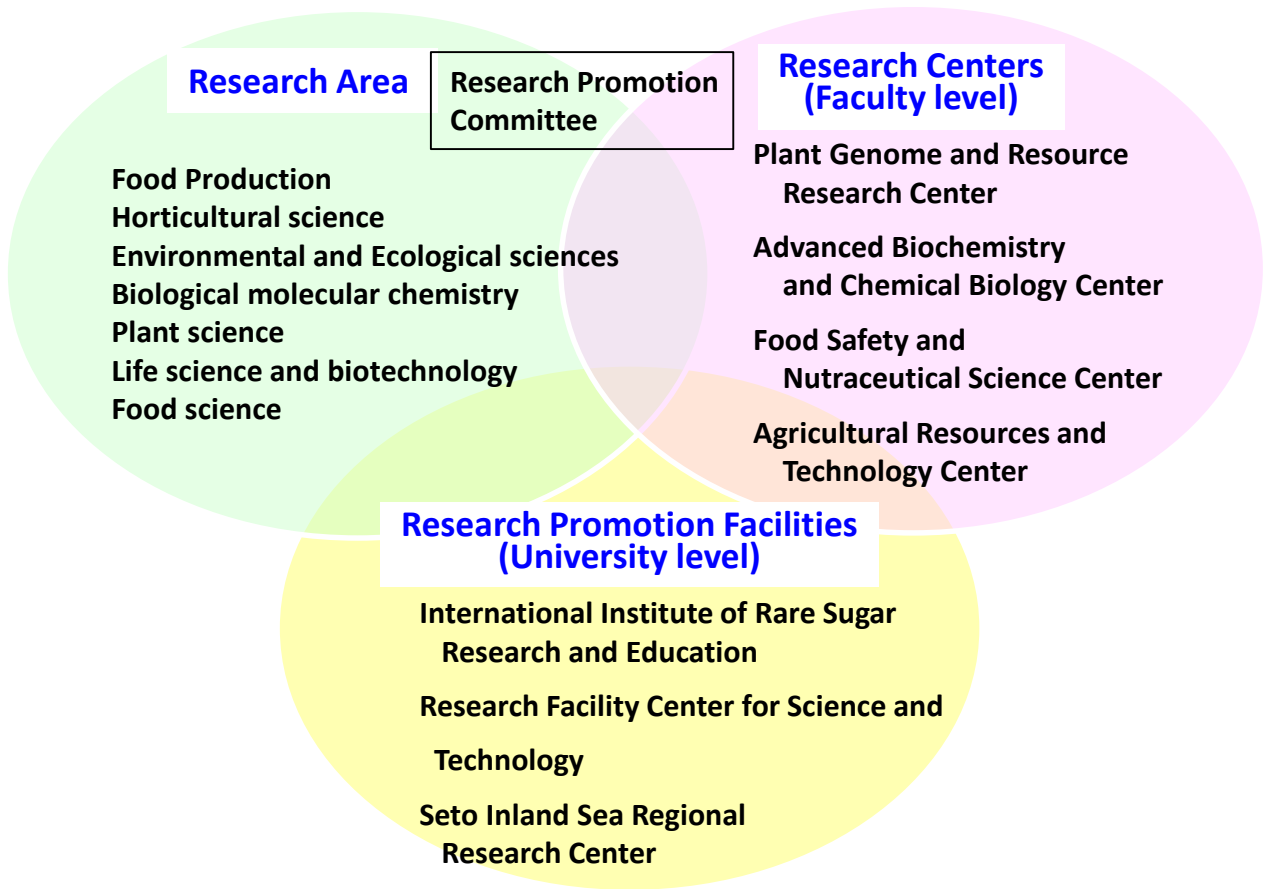 Research Area
Research Promotion
Committee
Research Centers
(Faculty level)
Food Production
Horticultural science
Environmental and Ecological sciences
Biological molecular chemistry
Plant science
Life science and biotechnology
Food science
Plant Genome and Resource
Research Center
Advanced Biochemistry
and Chemical Biology Center
Food Safety and
Nutraceutical Science Center
Agricultural Resources and
Technology Center
Research Promotion Facilities
(University level)
International Institute of Rare Sugar
Research and Education
Research Facility Center for Science and
Technology
Seto Inland Sea Regional
Research Center